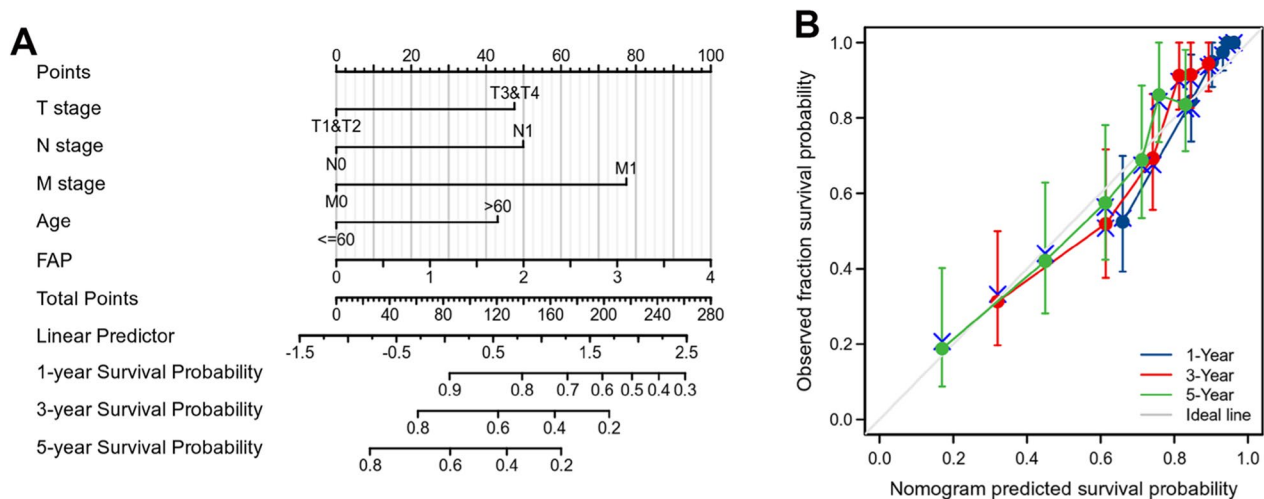 A
0 20 40 60 80 100
Points
T3&T4
T stage
T1&T2
N1
N stage
N0
M1
M stage
M0
>60
Age
<=60
FAP
0 1 2 3 4
Total Points
0 40 80 120 160 200 240 280
Linear Predictor
-1.5 -0.5 0.5 1.5 2.5
1-year Survival Probability
0.9 0.8 0.7 0.6 0.5 0.4 0.3
3-year Survival Probability
0.8 0.6 0.4 0.2
5-year Survival Probability
0.8 0.6 0.4 0.2
B
Observed fraction survival probability
1.0
0.8
0.6
0.4
0.2
0.0
1-Year
3-Year
5-Year
Ideal line
0.0 0.2 0.4 0.6 0.8 1.0
Nomogram predicted survival probability